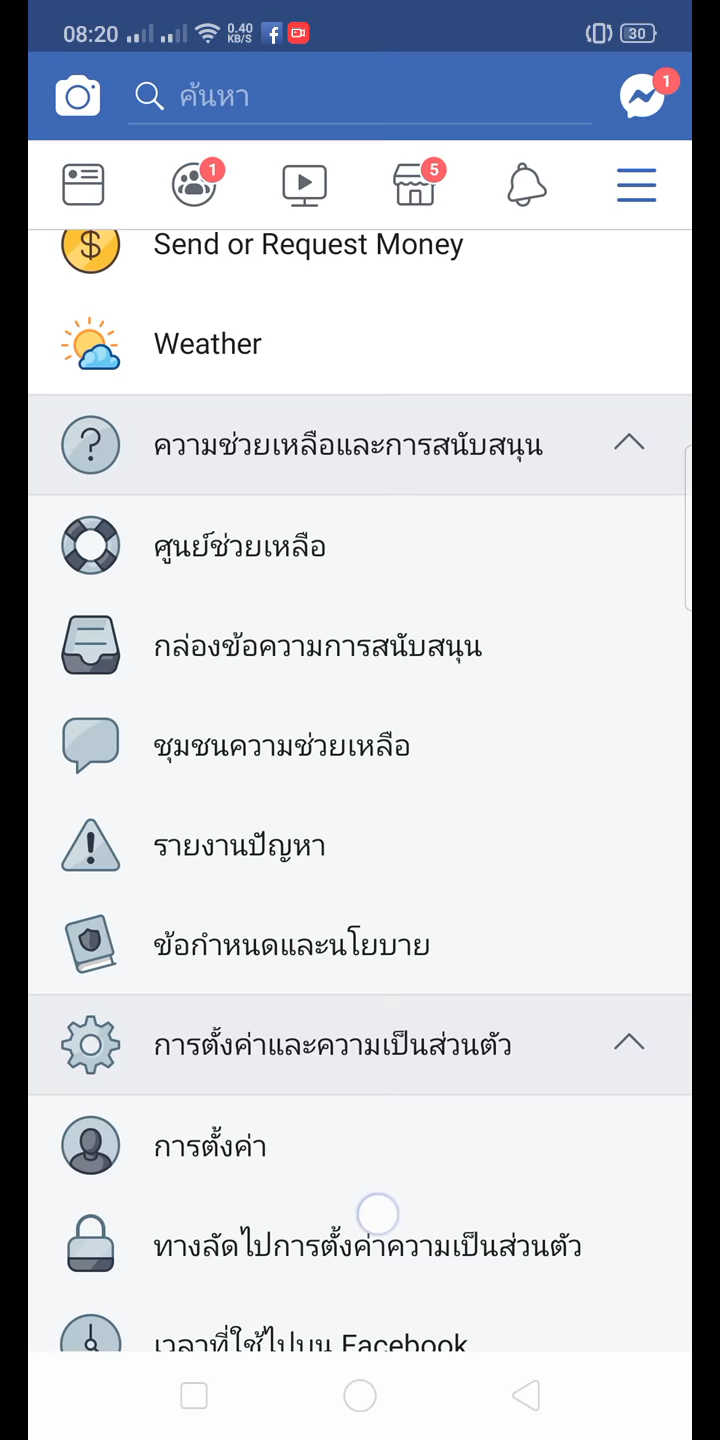 08:20 0.40 KB/S 30
ค้นหา 1
1 5
Send or Request Money
Weather
ความช่วยเหลือและการสนับสนุน
ศูนย์ช่วยเหลือ
กล่องข้อความการสนับสนุน
ชุมชนความช่วยเหลือ
รายงานปัญหา
ข้อกำหนดและนโยบาย
การตั้งค่าและความเป็นส่วนตัว
การตั้งค่า
ทางลัดไปการตั้งค่าความเป็นส่วนตัว
เวลาที่ใช้ไปบน Facebook